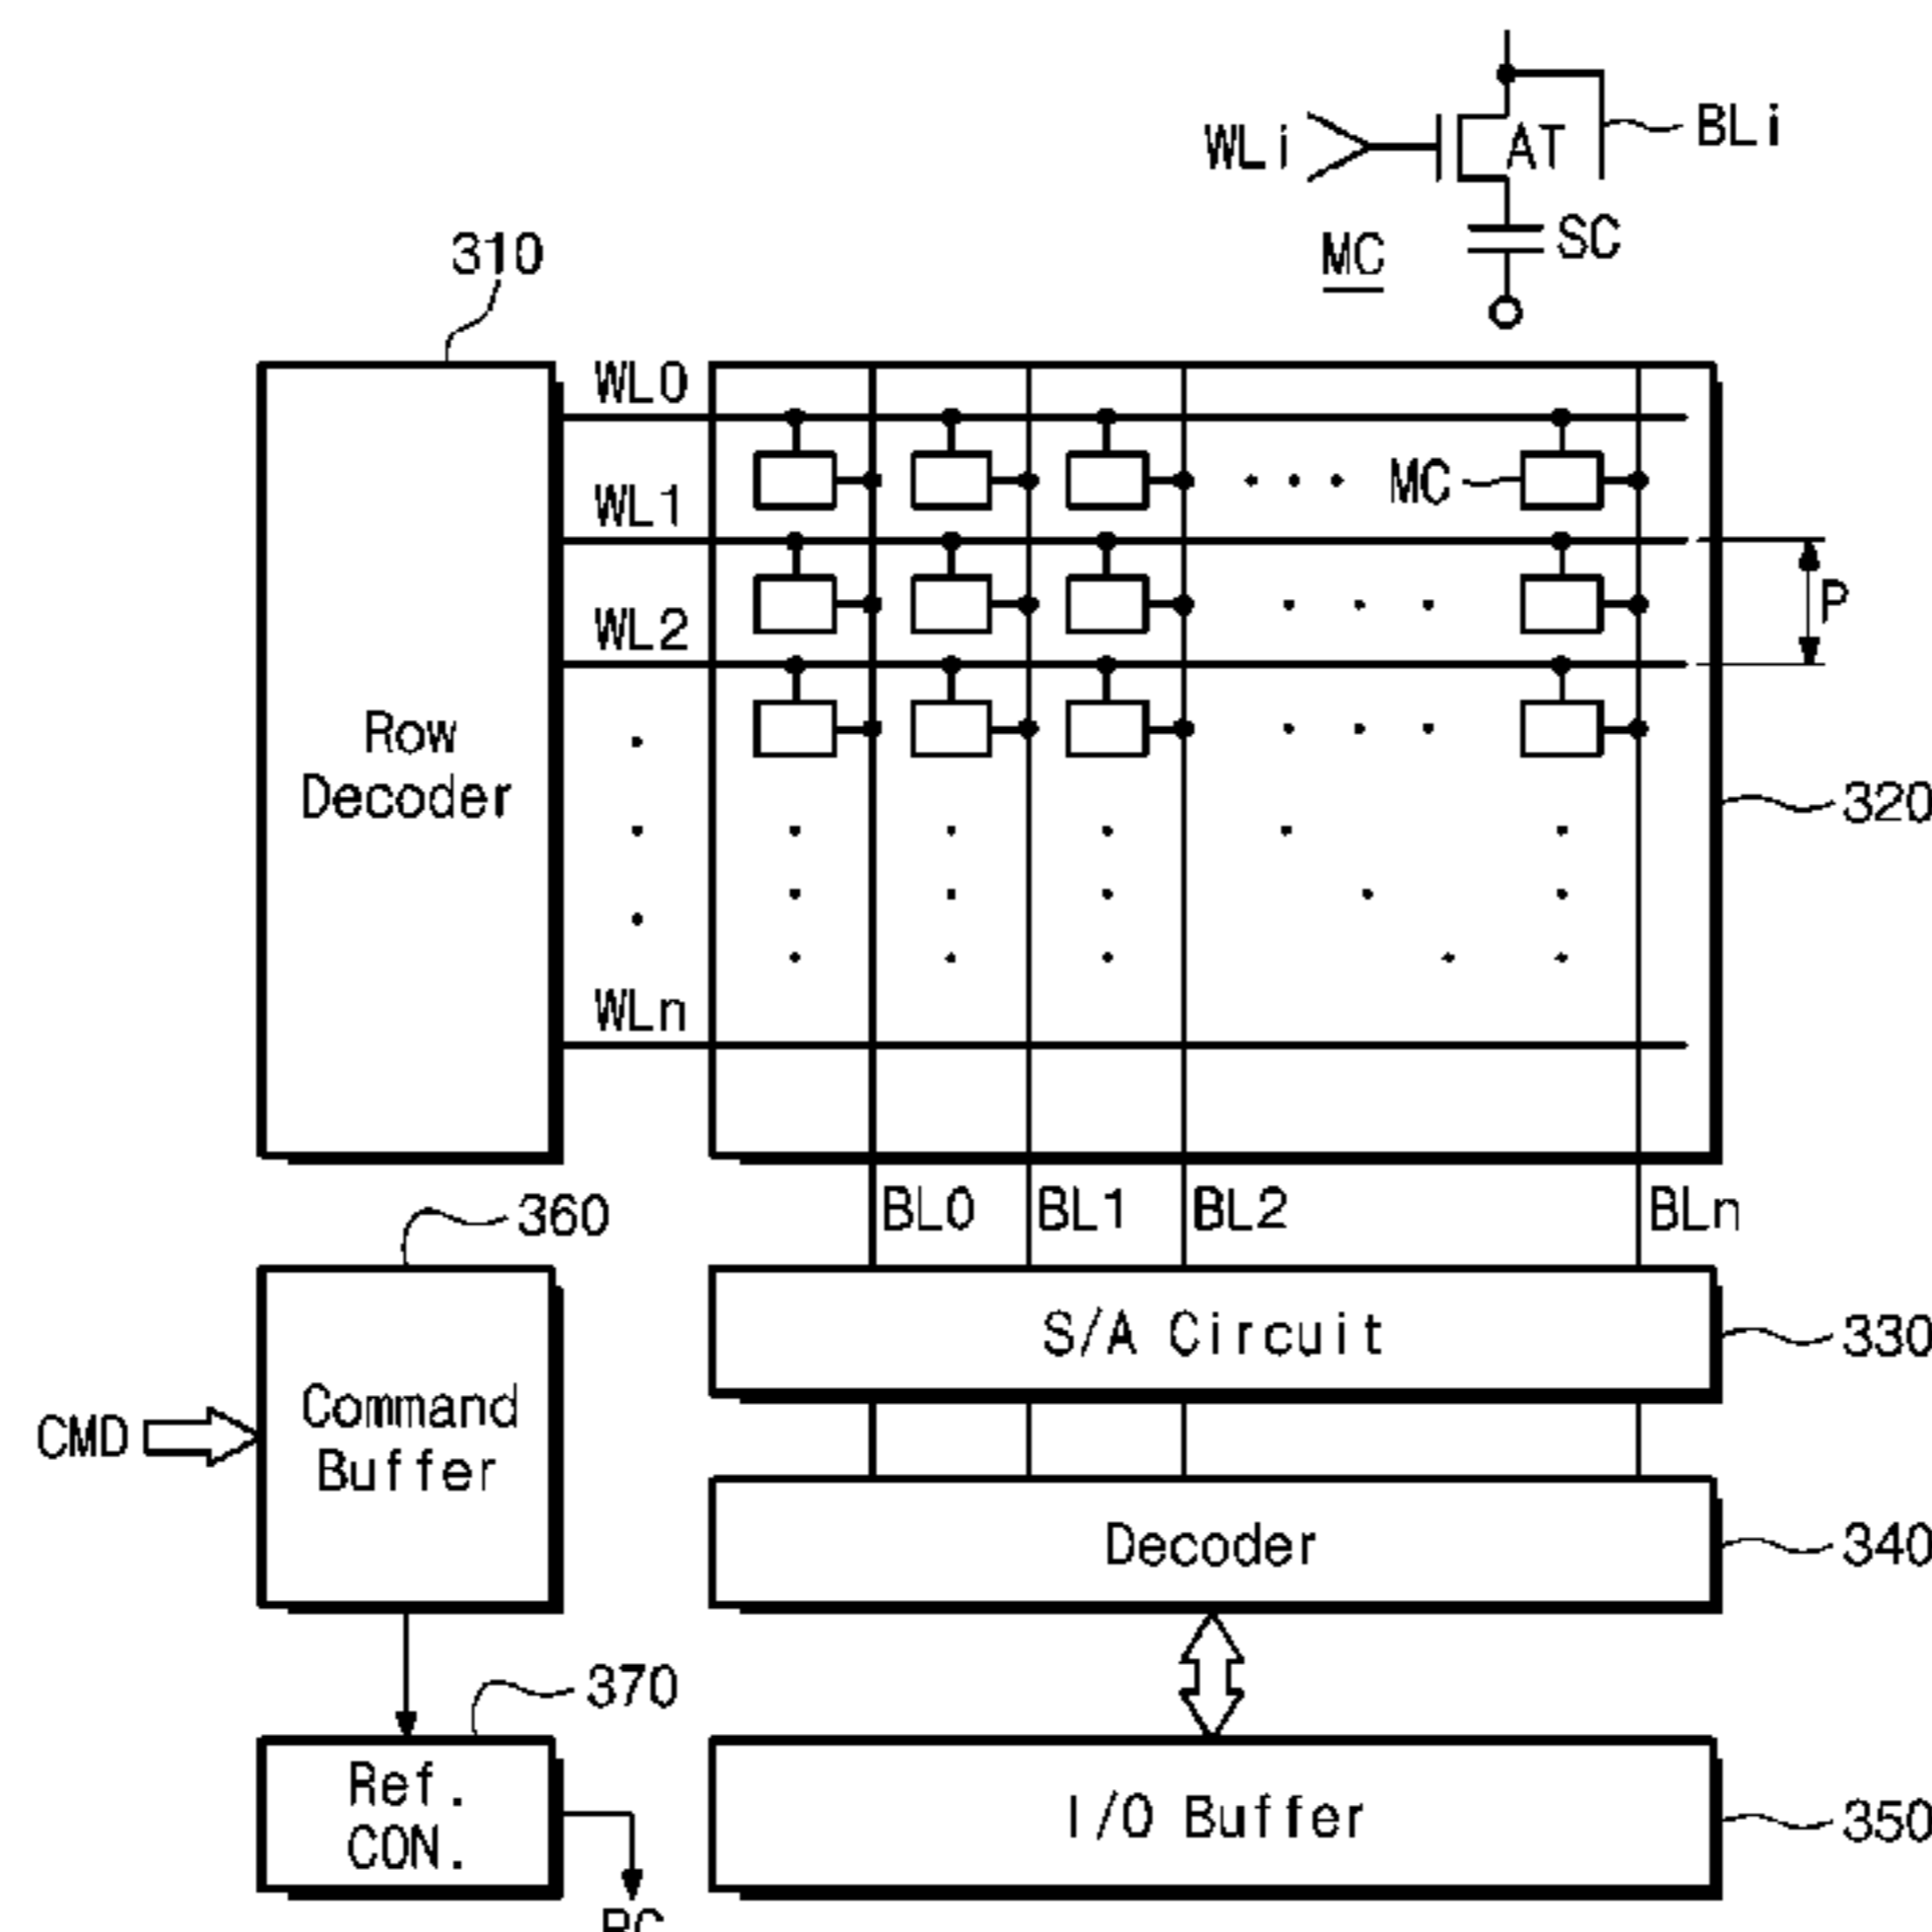 WLi
AT
BLi
SC
MC
310
WL0
WL1
MC
WL2
P
Row
Decoder
320
WLn
BL0
BL1
BL2
BLn
360
S/A Circuit
330
CMD
Command
Buffer
Decoder
340
370
Ref.
CON.
I/O Buffer
350